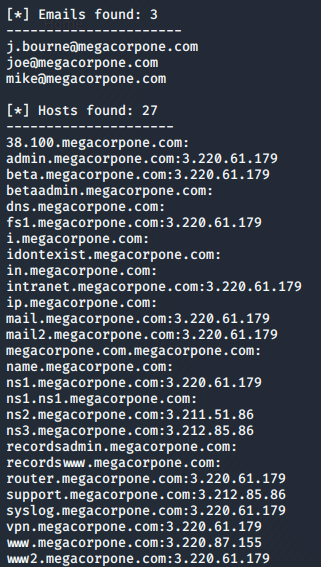 [*] Emails found: 3
----------------------
j.bourne@megacorpone.com
joe@megacorpone.com
mike@megacorpone.com

[*] Hosts found: 27
---------------------
38.100.megacorpone.com:
admin.megacorpone.com:3.220.61.179
beta.megacorpone.com:3.220.61.179
betaadmin.megacorpone.com:
dns.megacorpone.com:
fs1.megacorpone.com:3.220.61.179
i.megacorpone.com:
idontexist.megacorpone.com:
in.megacorpone.com:
intranet.megacorpone.com:3.220.61.179
ip.megacorpone.com:
mail.megacorpone.com:3.220.61.179
mail2.megacorpone.com:3.220.61.179
megacorpone.com.megacorpone.com:
name.megacorpone.com:
ns1.megacorpone.com:3.220.61.179
ns1.ns1.megacorpone.com:
ns2.megacorpone.com:3.211.51.86
ns3.megacorpone.com:3.212.85.86
recordsadmin.megacorpone.com:
recordswww.megacorpone.com:
router.megacorpone.com:3.220.61.179
support.megacorpone.com:3.212.85.86
syslog.megacorpone.com:3.220.61.179
vpn.megacorpone.com:3.220.61.179
www.megacorpone.com:3.220.87.155
www2.megacorpone.com:3.220.61.179